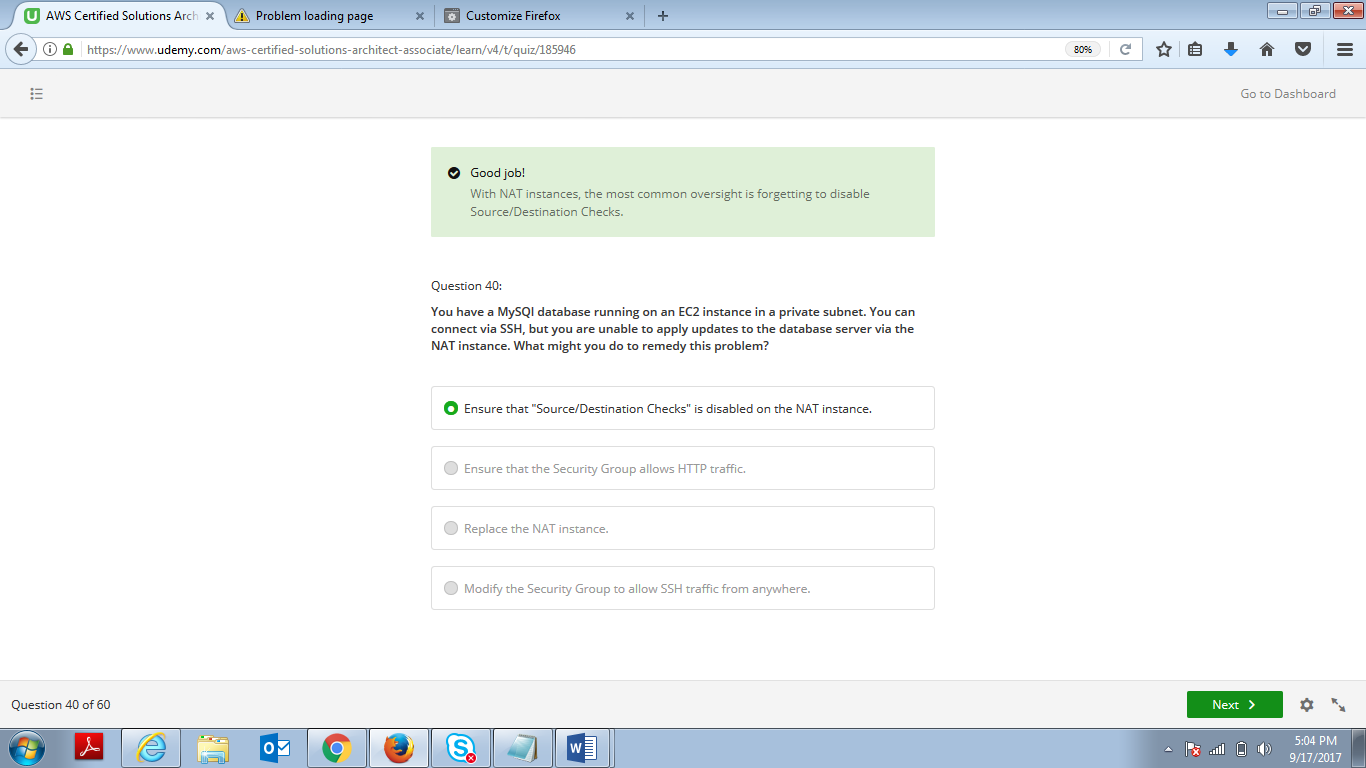 AWS Certified Solutions Arch
Problem loading page
Customize Firefox
https://www.udemy.com/aws-certified-solutions-architect-associate/learn/v4/t/quiz/185946
80%
Go to Dashboard
Good job!
With NAT instances, the most common oversight is forgetting to disable
Source/Destination Checks.
Question 40:
You have a MySQl database running on an EC2 instance in a private subnet. You can
connect via SSH, but you are unable to apply updates to the database server via the
NAT instance. What might you do to remedy this problem?
Ensure that "Source/Destination Checks" is disabled on the NAT instance.
Ensure that the Security Group allows HTTP traffic.
Replace the NAT instance.
Modify the Security Group to allow SSH traffic from anywhere.
Question 40 of 60
Next
5:04 PM
9/17/2017